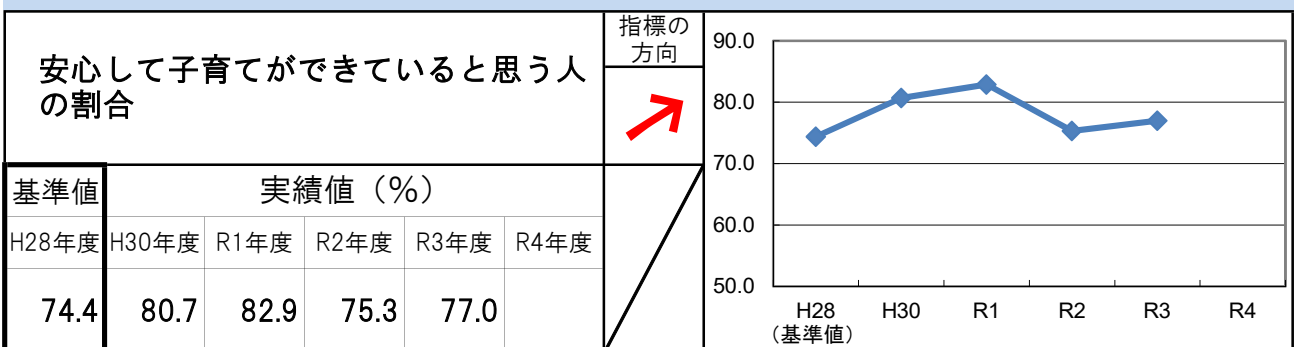 安心して子育てができていると思う人
の割合
指標の
方向
基準値
実績値（%）
H28年度 H30年度 R1年度 R2年度 R3年度 R4年度
74.4 80.7 82.9 75.3 77.0
90.0
80.0
70.0
60.0
50.0
H28 H30 R1 R2 R3 R4
（基準値）